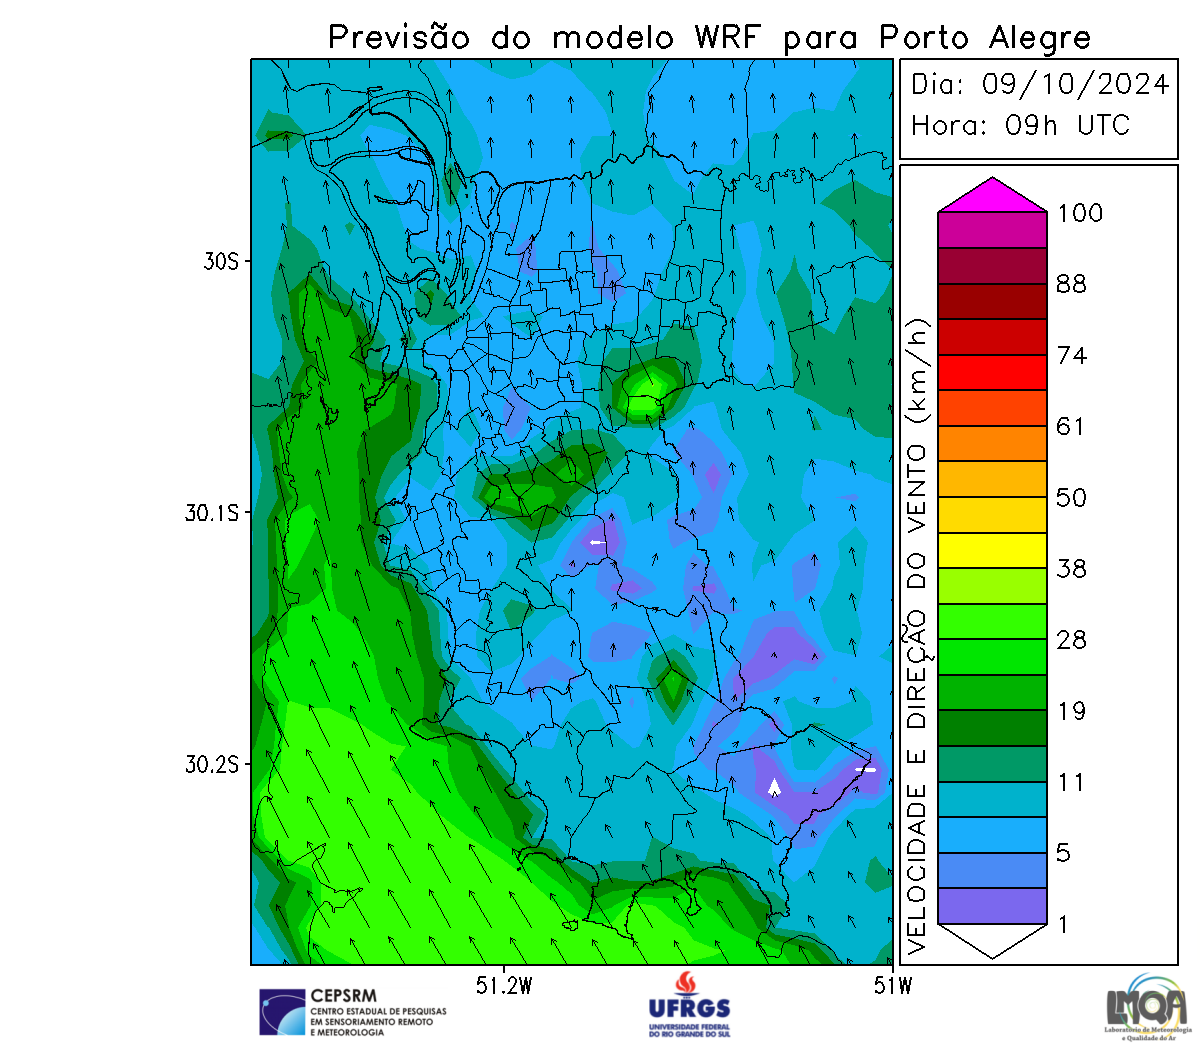 Previsão do modelo WRF para Porto Alegre
Dia: 09/10/2024
Hora: 09h UTC
100
88
74
61
50
38
28
19
11
5
1
VELOCIDADE E DIREÇÃO DO VENTO (km/h)
30S
30.1S
30.2S
51.2W
51W
CEPSRM
CENTRO ESTADUAL DE PESQUISAS
EM SENSORIAMENTO REMOTO
E METEOROLOGIA
UFRGS
UNIVERSIDADE FEDERAL
DO RIO GRANDE DO SUL
LMQA
Laboratório de Meteorologia
e Qualidade do Ar